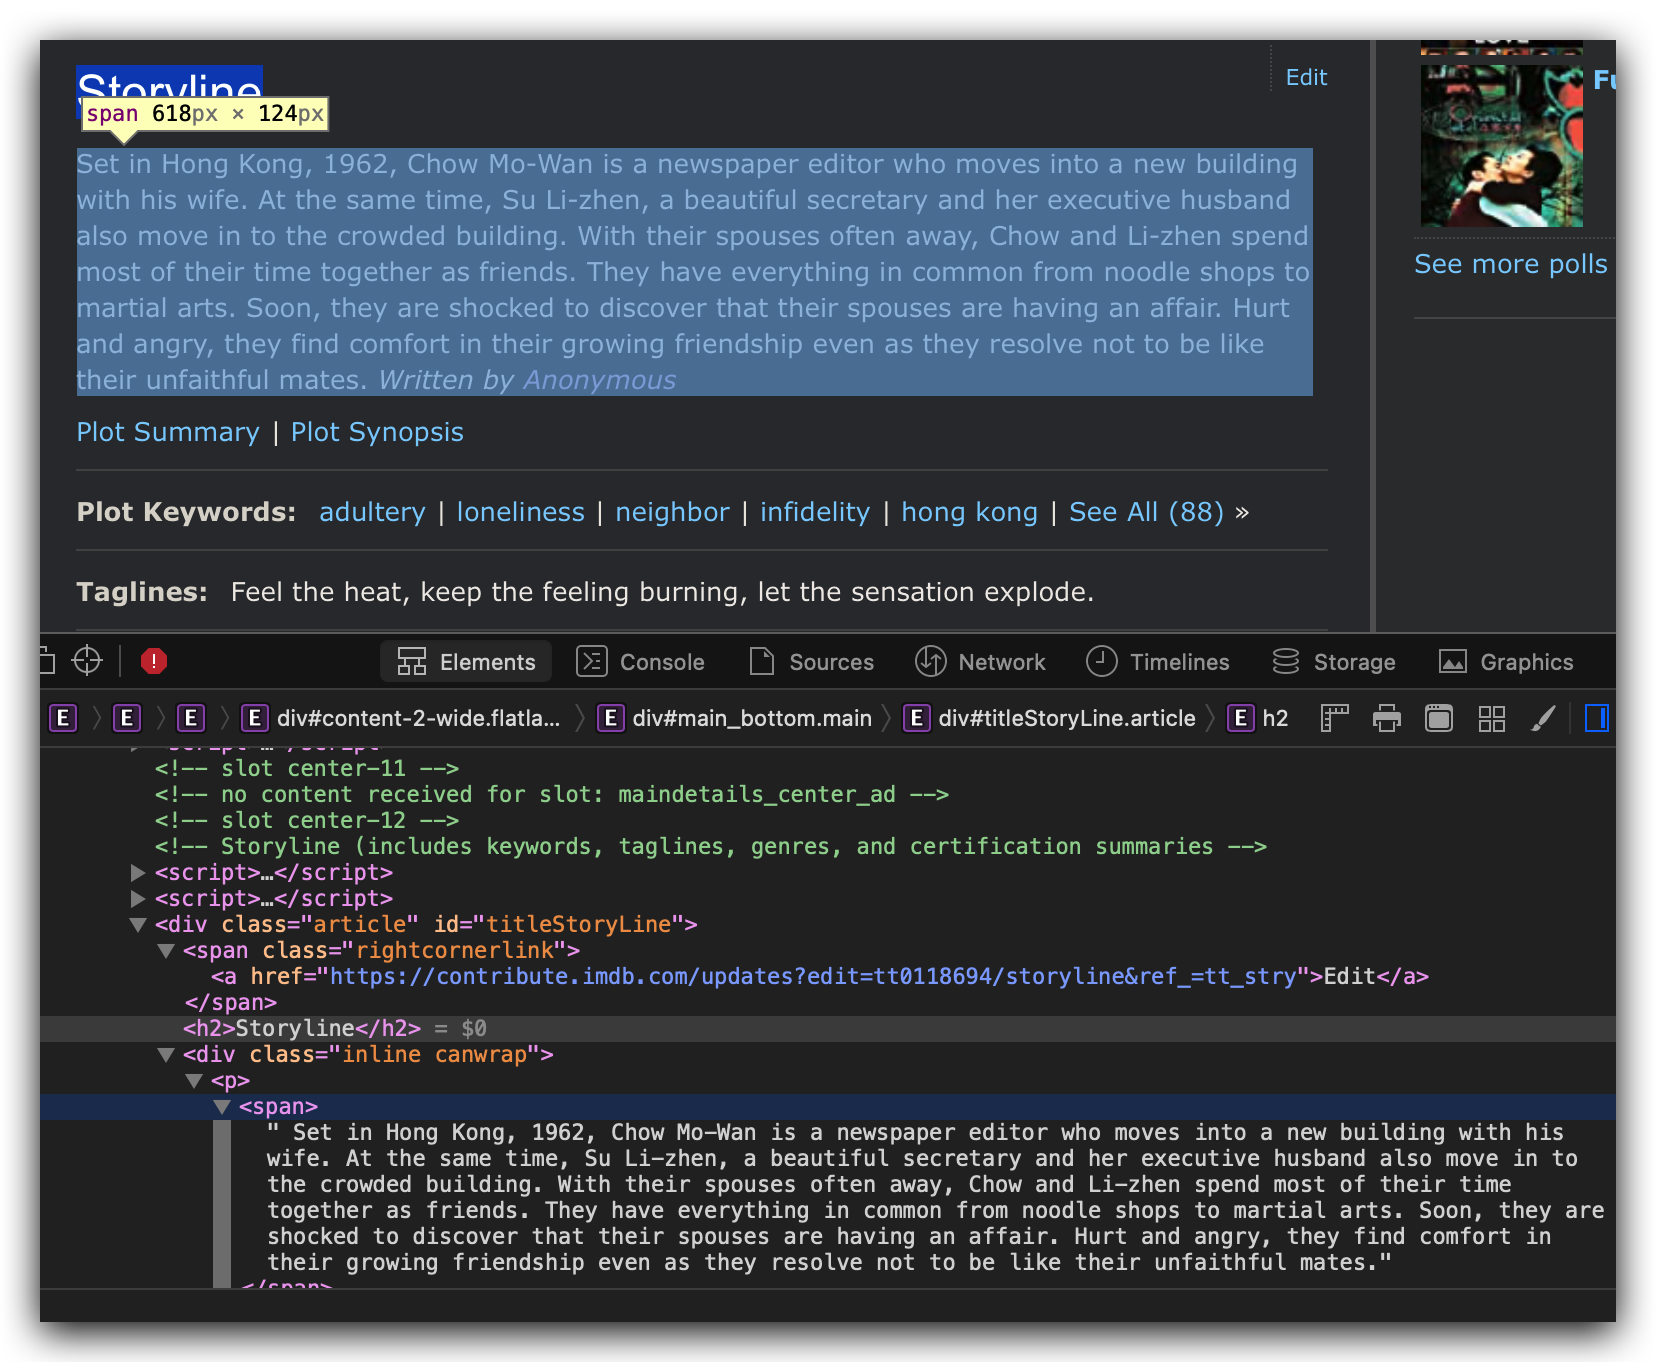 Storyline
Edit
span 618px × 124px
Set in Hong Kong, 1962, Chow Mo-Wan is a newspaper editor who moves into a new building
with his wife. At the same time, Su Li-zhen, a beautiful secretary and her executive husband
also move in to the crowded building. With their spouses often away, Chow and Li-zhen spend
most of their time together as friends. They have everything in common from noodle shops to
martial arts. Soon, they are shocked to discover that their spouses are having an affair. Hurt
and angry, they find comfort in their growing friendship even as they resolve not to be like
their unfaithful mates. Written by Anonymous
Plot Summary | Plot Synopsis
Plot Keywords: adultery | loneliness | neighbor | infidelity | hong kong | See All (88) »
Taglines: Feel the heat, keep the feeling burning, let the sensation explode.
LOVE
See more polls
Elements Console Sources Network Timelines Storage Graphics
E E E E div#content-2-wide.flatla... E div#main_bottom.main E div#titleStoryLine.article E h2
<script>…</script>
<!-- slot center-11 -->
<!-- no content received for slot: maindetails_center_ad -->
<!-- slot center-12 -->
<!-- Storyline (includes keywords, taglines, genres, and certification summaries -->
<script>…</script>
<script>…</script>
<div class="article" id="titleStoryLine">
<span class="rightcornerlink">
<a href="https://contribute.imdb.com/updates?edit=tt0118694/storyline&ref_=tt_stry">Edit</a>
</span>
<h2>Storyline</h2> = $0
<div class="inline canwrap">
<p>
<span>
" Set in Hong Kong, 1962, Chow Mo-Wan is a newspaper editor who moves into a new building with his
wife. At the same time, Su Li-zhen, a beautiful secretary and her executive husband also move in to
the crowded building. With their spouses often away, Chow and Li-zhen spend most of their time
together as friends. They have everything in common from noodle shops to martial arts. Soon, they are
shocked to discover that their spouses are having an affair. Hurt and angry, they find comfort in
their growing friendship even as they resolve not to be like their unfaithful mates."
</span>